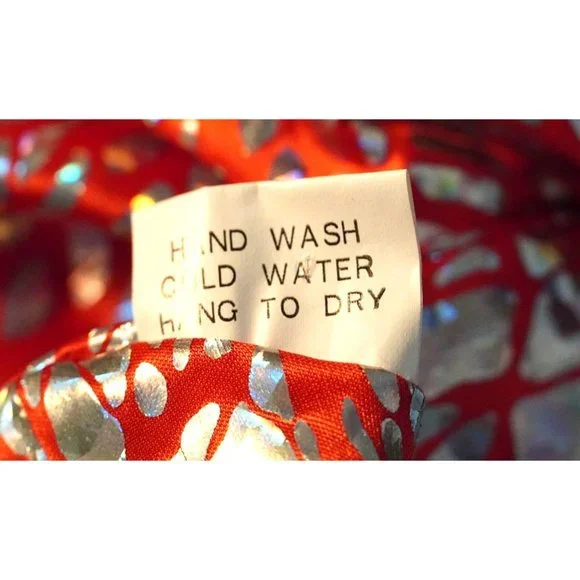 HAND WASH
COLD WATER
HANG TO DRY